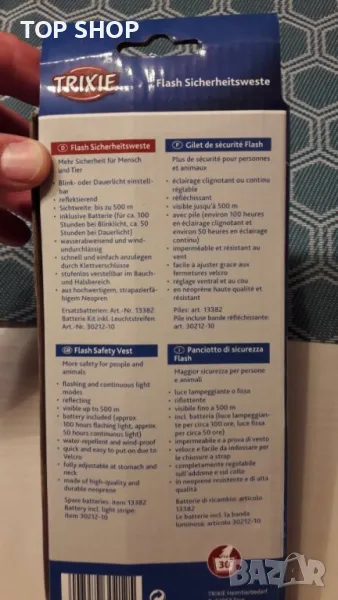 TOP SHOP
TRIXIE
Flash Sicherheitsweste
D Flash Sicherheitsweste
Mehr Sicherheit für Mensch
und Tier
• Blink- oder Dauerlicht einstell-
bar
• reflektierend
• Sichtweite: bis zu 500 m
• inklusive Batterie (für ca. 100
Stunden bei Blinklicht, ca. 50
Stunden bei Dauerlicht)
• wasserabweisend und wind-
undurchlässig
• schnell und einfach anzulegen
durch Klettverschlüsse
• stufenlos verstellbar im Bauch-
und Halsbereich
• aus hochwertigem, strapazierfä-
higem Neopren
Ersatzbatterien: Art.-Nr. 13382
Batterie Kit inkl. Leuchtstreifen
Art.-Nr. 30212-10
F Gilet de sécurité Flash
Plus de sécurité pour personnes
et animaux
• éclairage clignotant ou continu
réglable
• réfléchissant
• visible jusqu'à 500 m
• avec pile (environ 100 heures
en éclairage clignotant et
environ 50 heures en éclairage
continu)
• imperméable et résistant au
vent
• facile à ajuster grace aux
fermetures velcro
• réglage ventral et au cou
• en neoprène haute qualité et
résistant
Piles: art. 13382
Pile incluse bande réfléchissante:
art. 30212-10
GB Flash Safety Vest
More safety for people and
animals
• flashing and continuous light
modes
• reflecting
• visible up to 500 m
• battery included (approx.
100 hours flashing light, approx.
50 hours continuous light)
• water-repellent and wind-proof
• quick and easy to put on due to
Velcro
• fully adjustable at stomach and
neck
• made of high-quality and
durable neoprene
Spare batteries: item 13382
Battery incl. light stripe:
item 30212-10
I Panciotto di sicurezza
Flash
Maggior sicurezza per persone
e animali
• luce lampeggiante o fissa
• riflettente
• visibile fino a 500 m
• incl. batteria (luce lampeggian-
te per circa 100 ore, luce fissa
per circa 50 ore)
• impermeabile e a prova di vento
• veloce e facile da indossare per
le chiusure a strap
• completamente regolabile
sull'addome e sul collo
• in neoprene resistente e di alta
qualità
Batterie di ricambio: articolo
13382
Le batterie incl. la banda
luminosa: articolo 30212-10
30
TRIXIE Heimtierbedarf
BAZAR